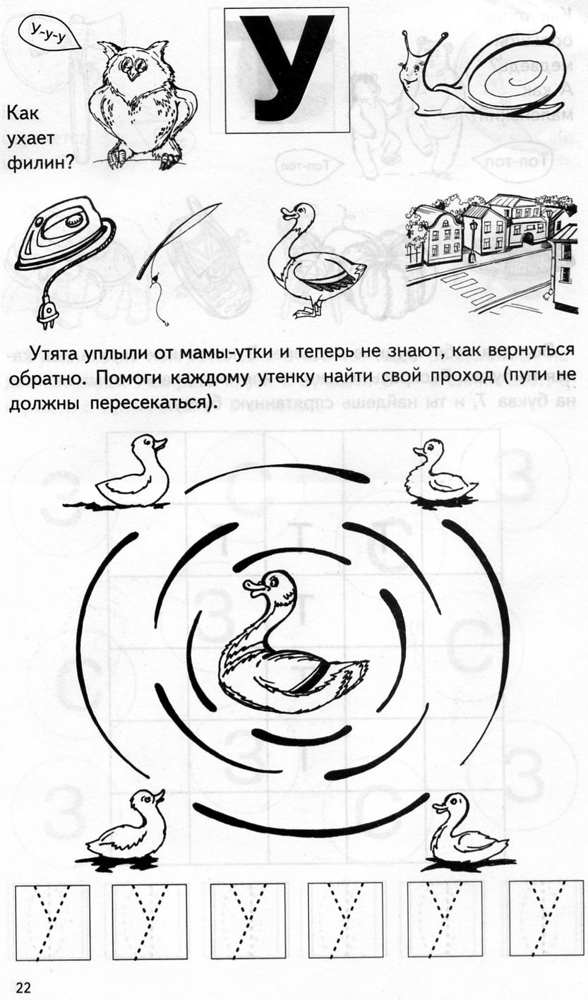 У-у-у
У
Как
ухает
филин?
Утята уплыли от мамы-утки и теперь не знают, как вернуться
обратно. Помоги каждому утенку найти свой проход (пути не
должны пересекаться).
У У У У У У
22